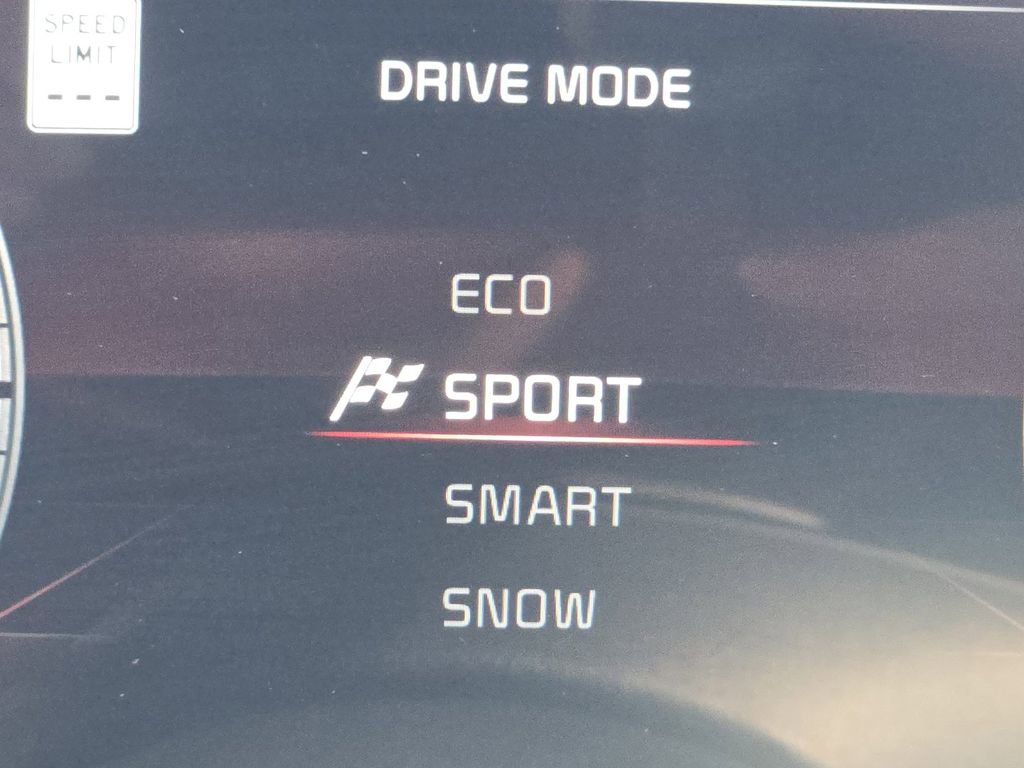 SPEED
LIMIT
---
DRIVE MODE
ECO
SPORT
SMART
SNOW